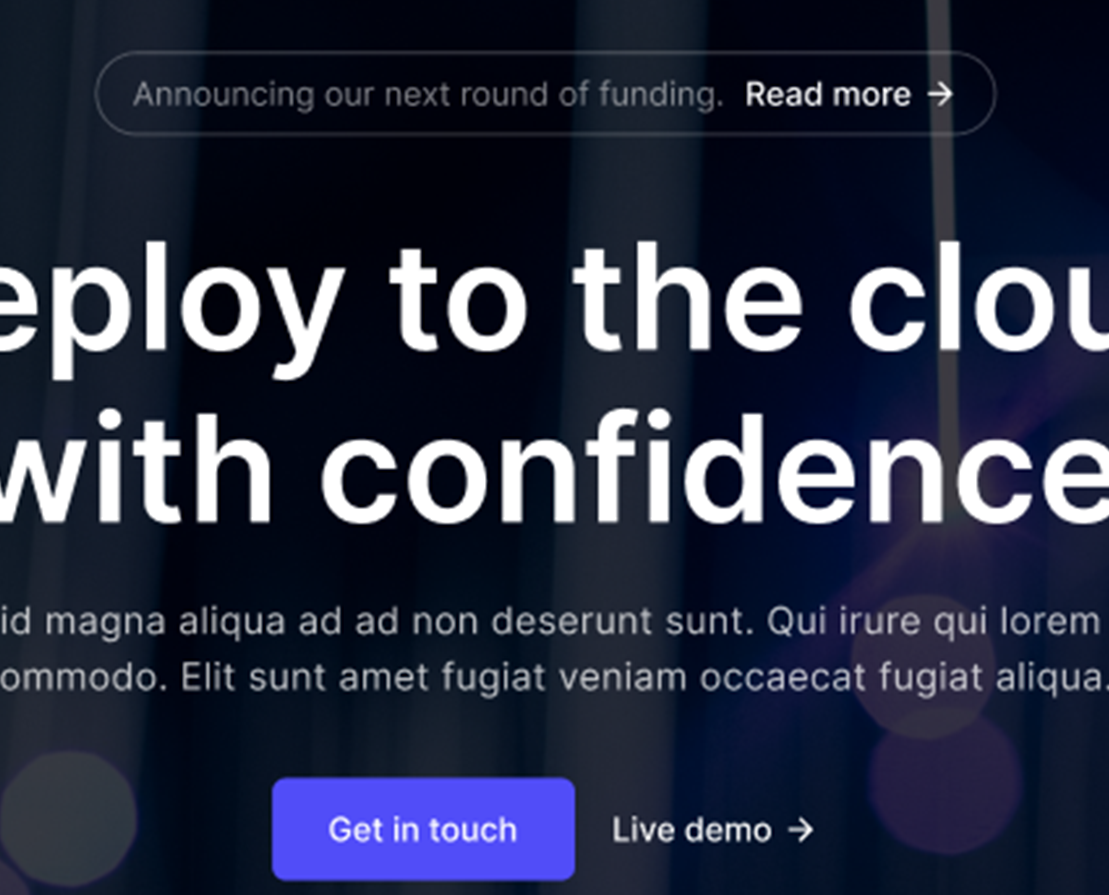 Announcing our next round of funding. Read more →
eploy to the clou
with confidence
id magna aliqua ad ad non deserunt sunt. Qui irure qui lorem
ommodo. Elit sunt amet fugiat veniam occaecat fugiat aliqua.
Get in touch Live demo →